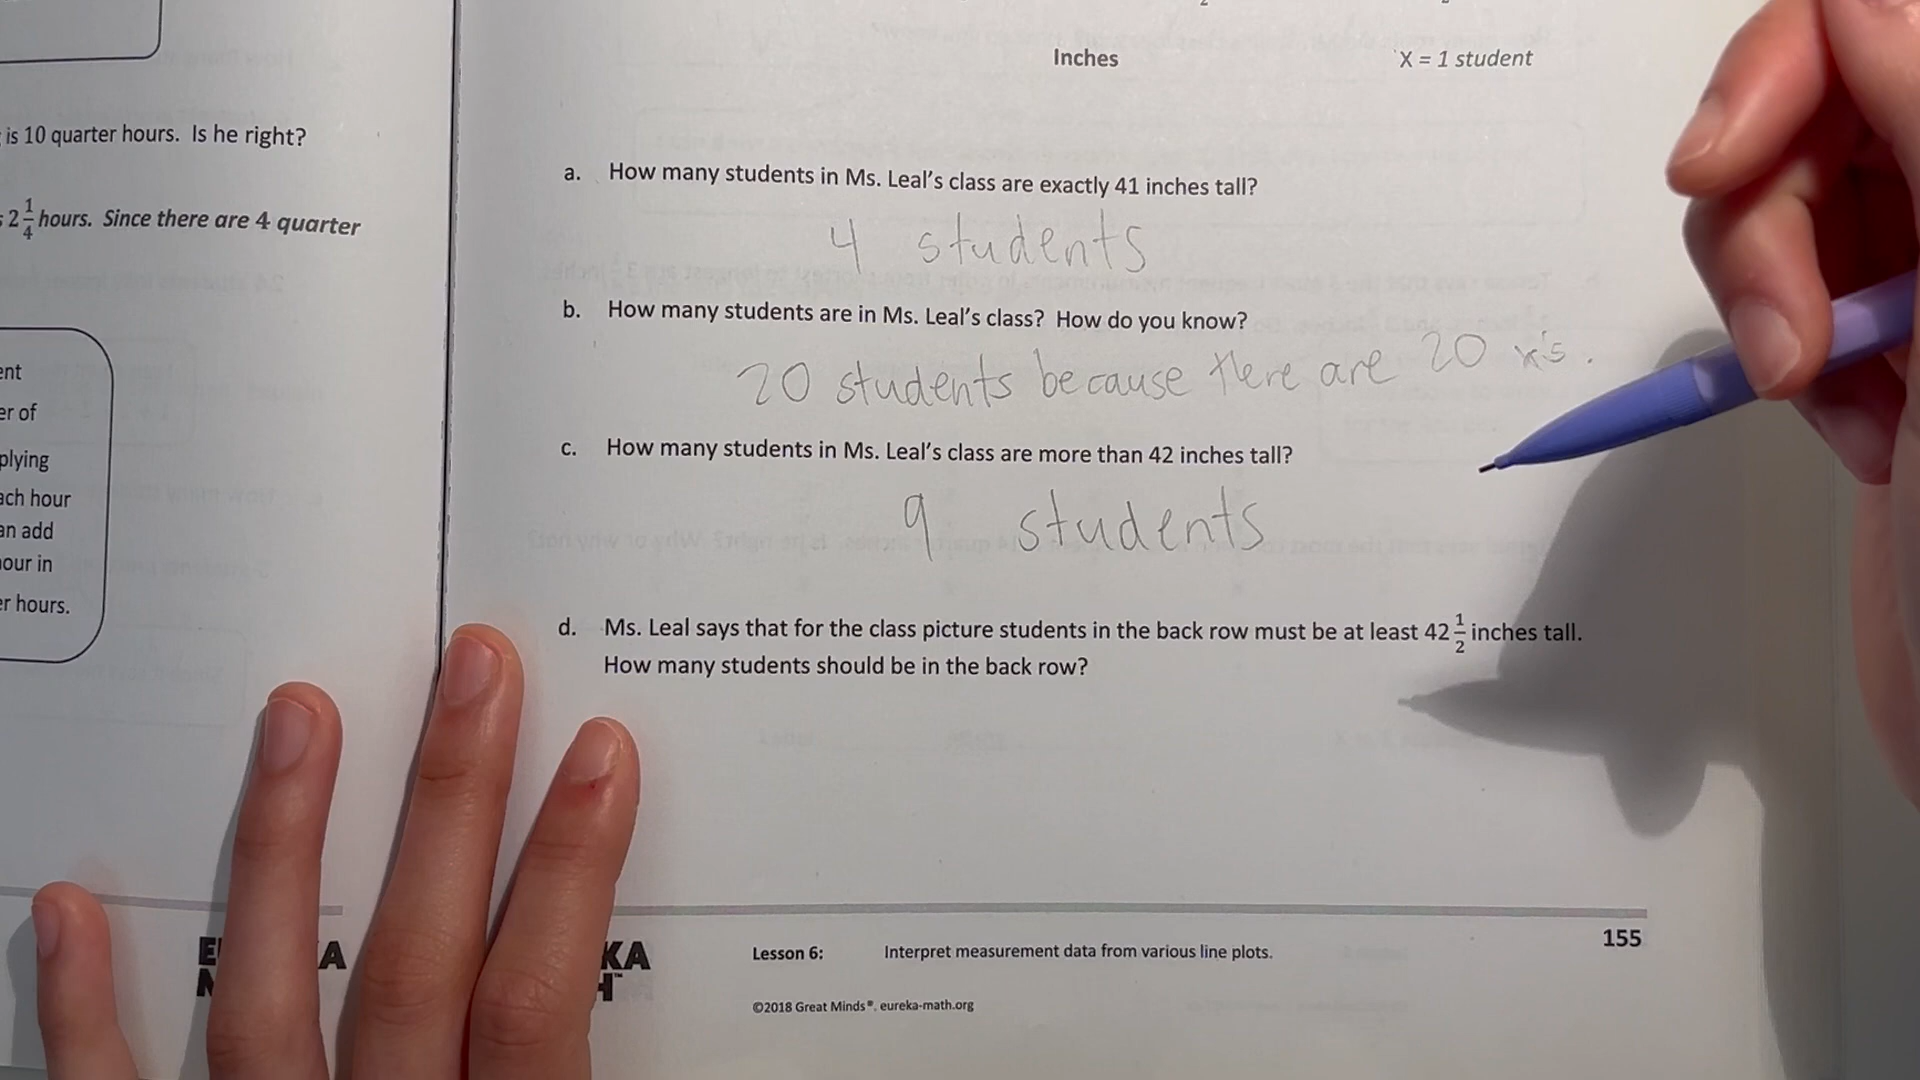 Inches
X = 1 student
is 10 quarter hours. Is he right?
a. How many students in Ms. Leal's class are exactly 41 inches tall?
2 1/4 hours. Since there are 4 quarter
4 students
b. How many students are in Ms. Leal's class? How do you know?
20 students because there are 20 x's.
er of
c. How many students in Ms. Leal's class are more than 42 inches tall?
ach hour
an add
9 students
our in
er hours.
d. Ms. Leal says that for the class picture students in the back row must be at least 42 1/2 inches tall.
How many students should be in the back row?
155
KA
Lesson 6: Interpret measurement data from various line plots.
©2018 Great Minds®. eureka-math.org